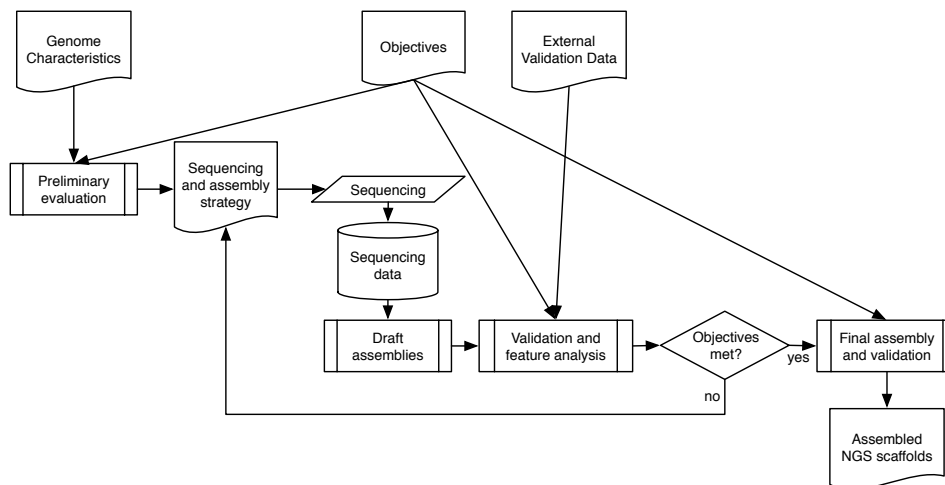 Genome
Characteristics
Objectives
External
Validation Data
Preliminary
evaluation
Sequencing
and assembly
strategy
Sequencing
Sequencing
data
Draft
assemblies
Validation and
feature analysis
Objectives
met?
yes
no
Final assembly
and validation
Assembled
NGS scaffolds